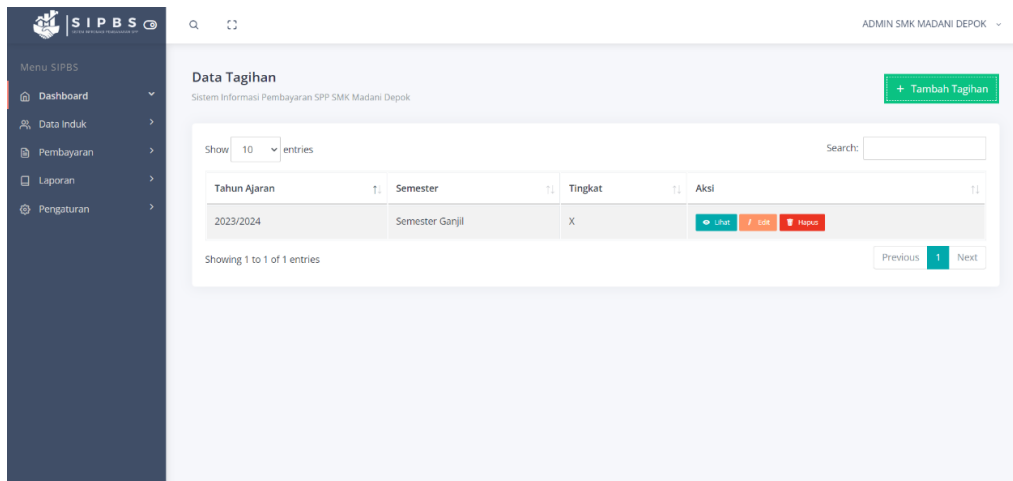 SIPBS
ADMIN SMK MADANI DEPOK
Menu SIPBS
Dashboard
Data Induk
Pembayaran
Laporan
Pengaturan
Data Tagihan
Sistem Informasi Pembayaran SPP SMK Madani Depok
+ Tambah Tagihan
Show 10 entries
Search:
Tahun Ajaran Semester Tingkat Aksi
2023/2024 Semester Ganjil X Lihat Edit Hapus
Showing 1 to 1 of 1 entries
Previous 1 Next